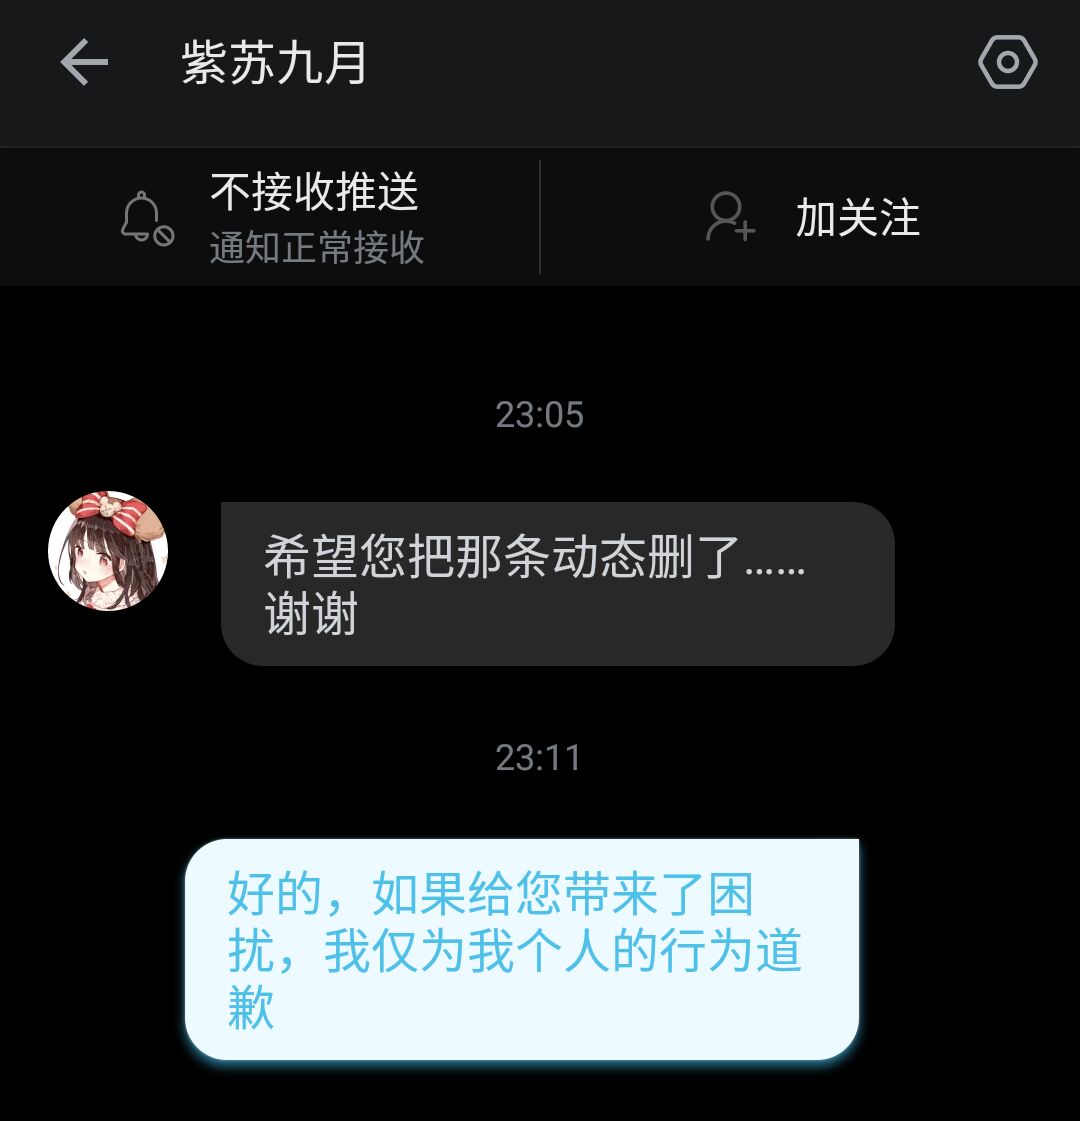 紫苏九月
不接收推送
通知正常接收
加关注
23:05
希望您把那条动态删了……
谢谢
23:11
好的，如果给您带来了困
扰，我仅为我个人的行为道
歉